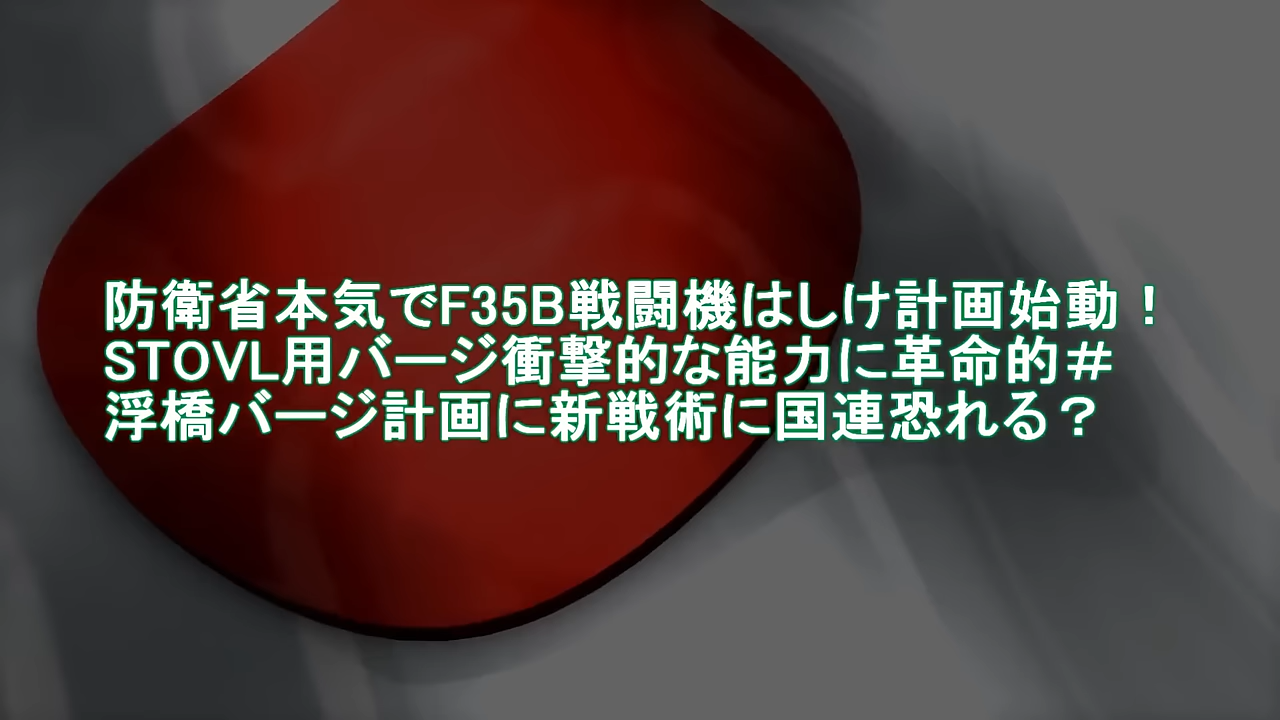 防衛省本気でF35B戦闘機はしけ計画始動！
STOVL用バージ衝撃的な能力に革命的＃
浮橋バージ計画に新戦術に国連恐れる？